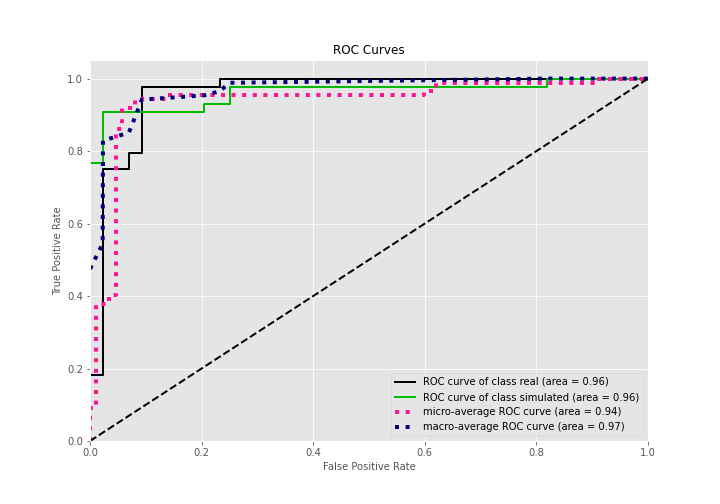 ROC Curves
True Positive Rate
1.0
0.8
0.6
0.4
0.2
0.0
ROC curve of class real (area = 0.96)
ROC curve of class simulated (area = 0.96)
micro-average ROC curve (area = 0.94)
macro-average ROC curve (area = 0.97)
0.0 0.2 0.4 0.6 0.8 1.0
False Positive Rate